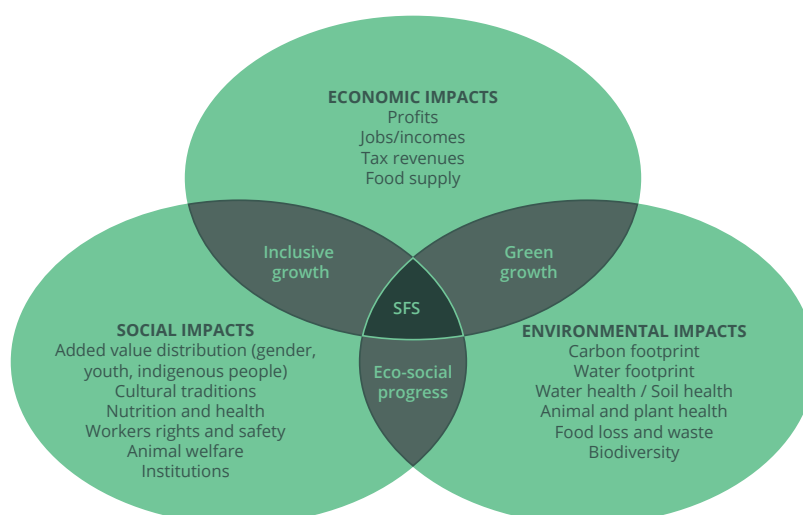 ECONOMIC IMPACTS
Profits
Jobs/incomes
Tax revenues
Food supply
Inclusive
growth
Green
growth
SFS
SOCIAL IMPACTS
Added value distribution (gender,
youth, indigenous people)
Cultural traditions
Nutrition and health
Workers rights and safety
Animal welfare
Institutions
Eco-social
progress
ENVIRONMENTAL IMPACTS
Carbon footprint
Water footprint
Water health / Soil health
Animal and plant health
Food loss and waste
Biodiversity